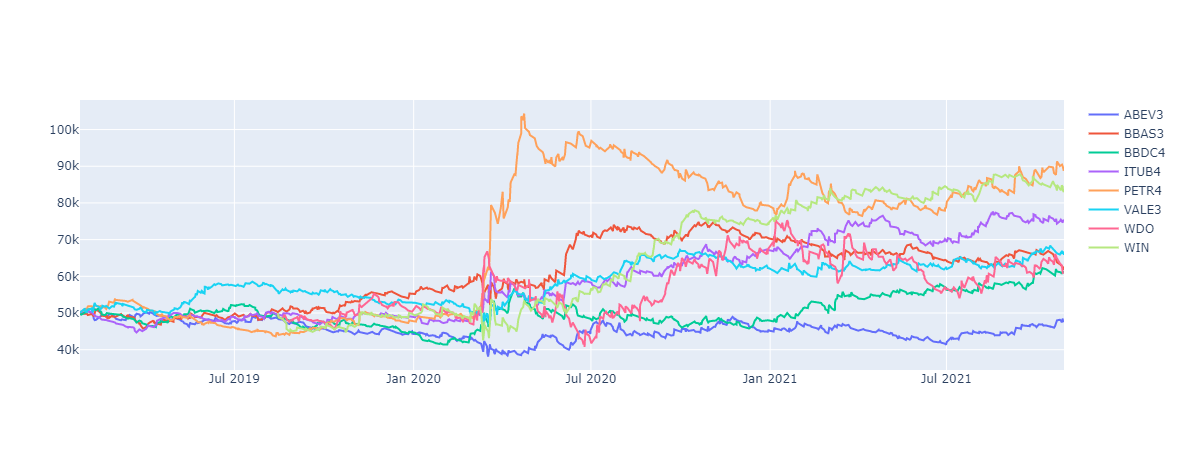 100k
90k
80k
70k
60k
50k
40k
Jul 2019
Jan 2020
Jul 2020
Jan 2021
Jul 2021
ABEV3
BBAS3
BBDC4
ITUB4
PETR4
VALE3
WDO
WIN